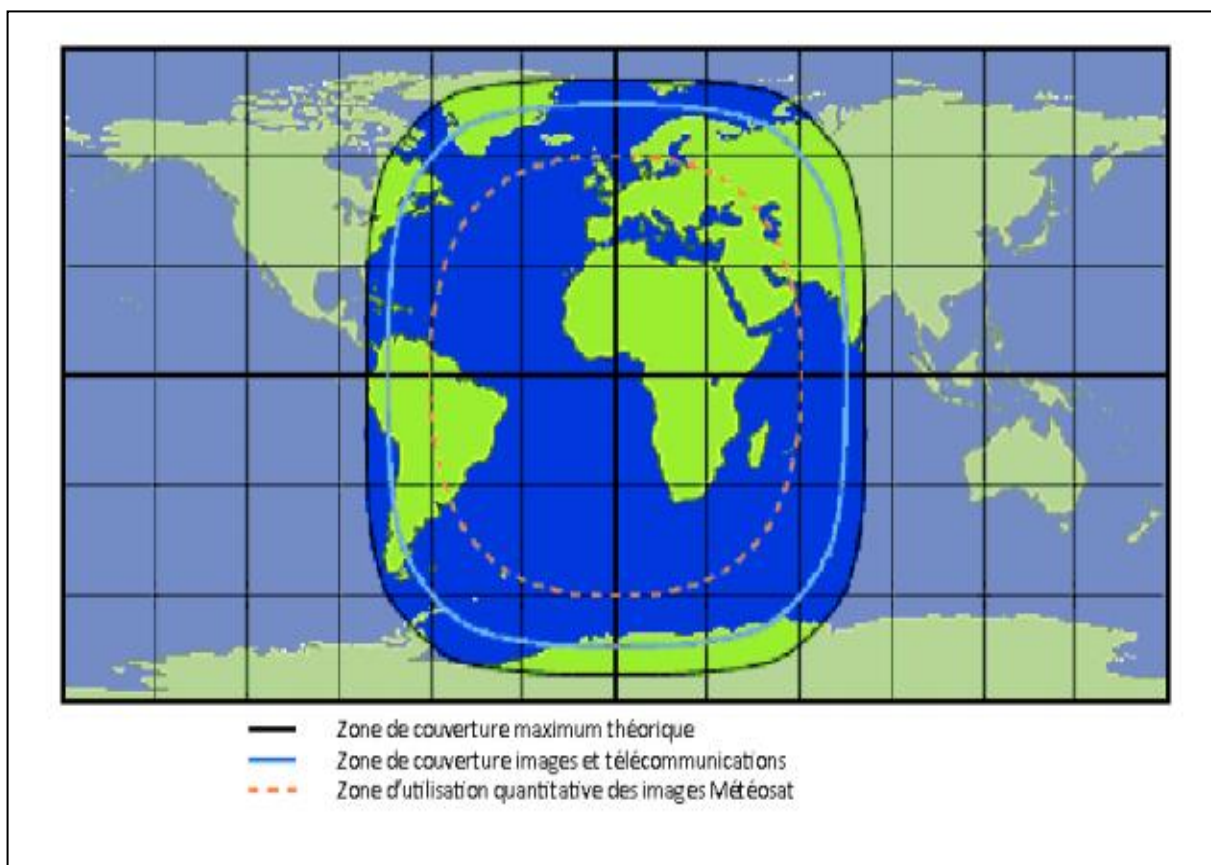 Zone de couverture maximum théorique
Zone de couverture images et télécommunications
Zone d'utilisation quantitative des images Météosat